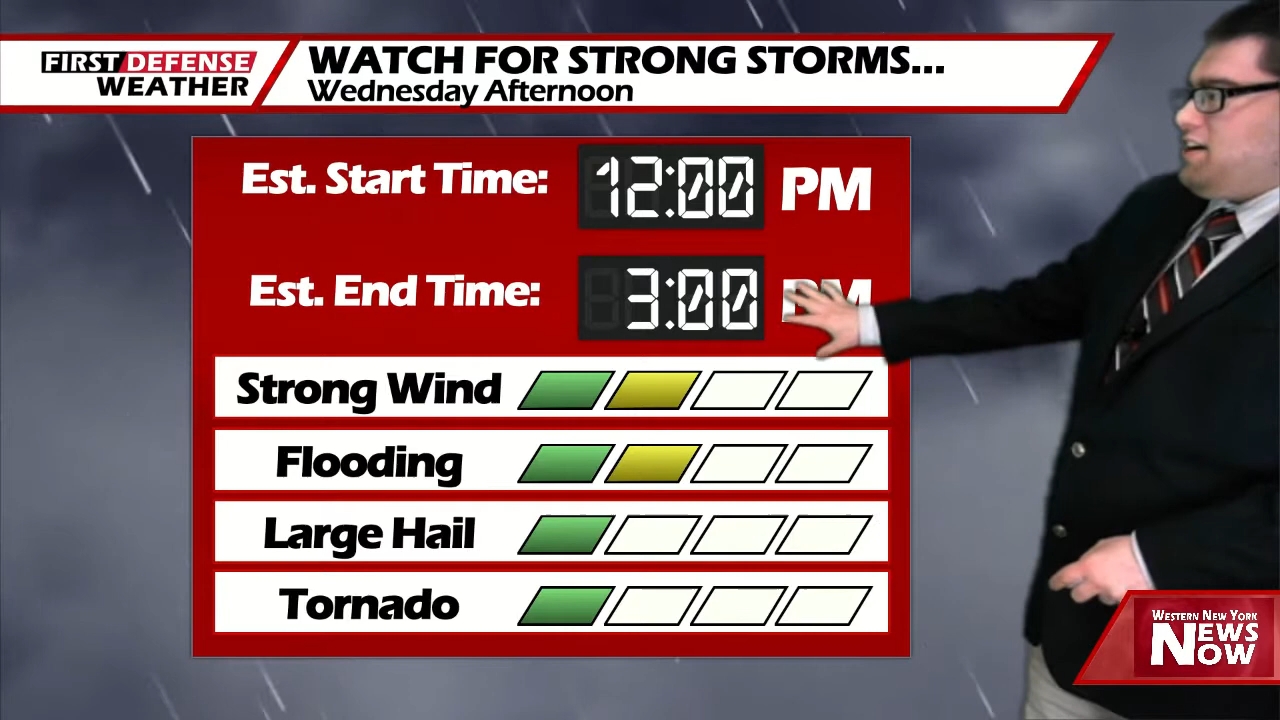 FIRST DEFENSE
WEATHER
WATCH FOR STRONG STORMS...
Wednesday Afternoon
Est. Start Time: 12:00 PM
Est. End Time: 3:00 PM
Strong Wind
Flooding
Large Hail
Tornado
WESTERN NEW YORK
NEWS
NOW